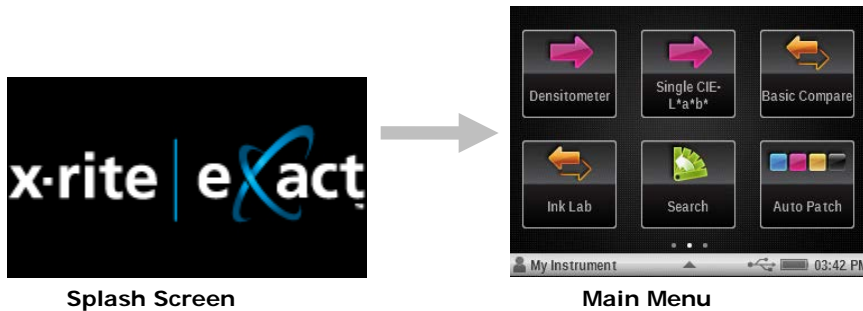 x·rite | eXact
Densitometer
Single CIE-
L*a*b*
Basic Compare
Ink Lab
Search
Auto Patch
My Instrument
03:42 PM
Splash Screen
Main Menu